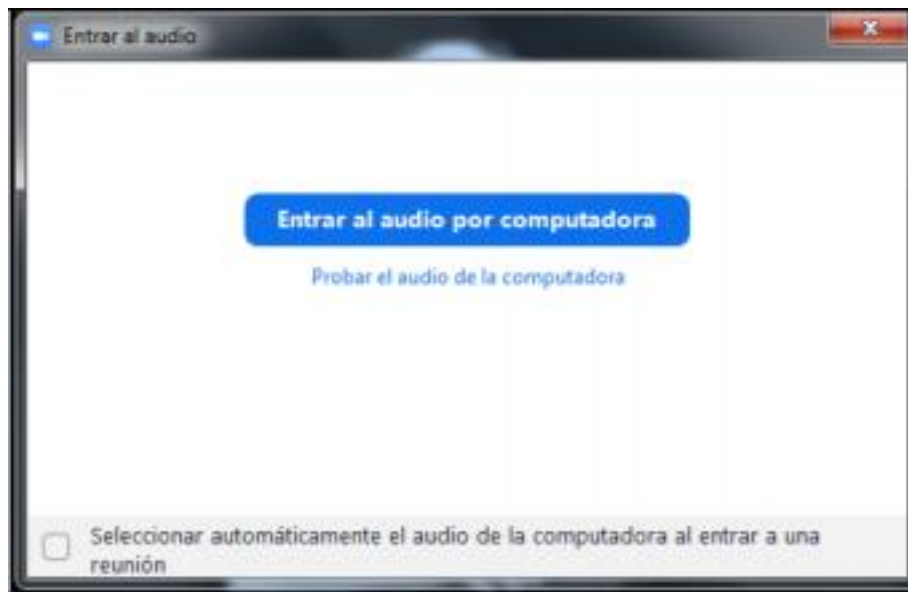 Entrar al audio
Entrar al audio por computadora
Probar el audio de la computadora
Seleccionar automáticamente el audio de la computadora al entrar a una
reunión